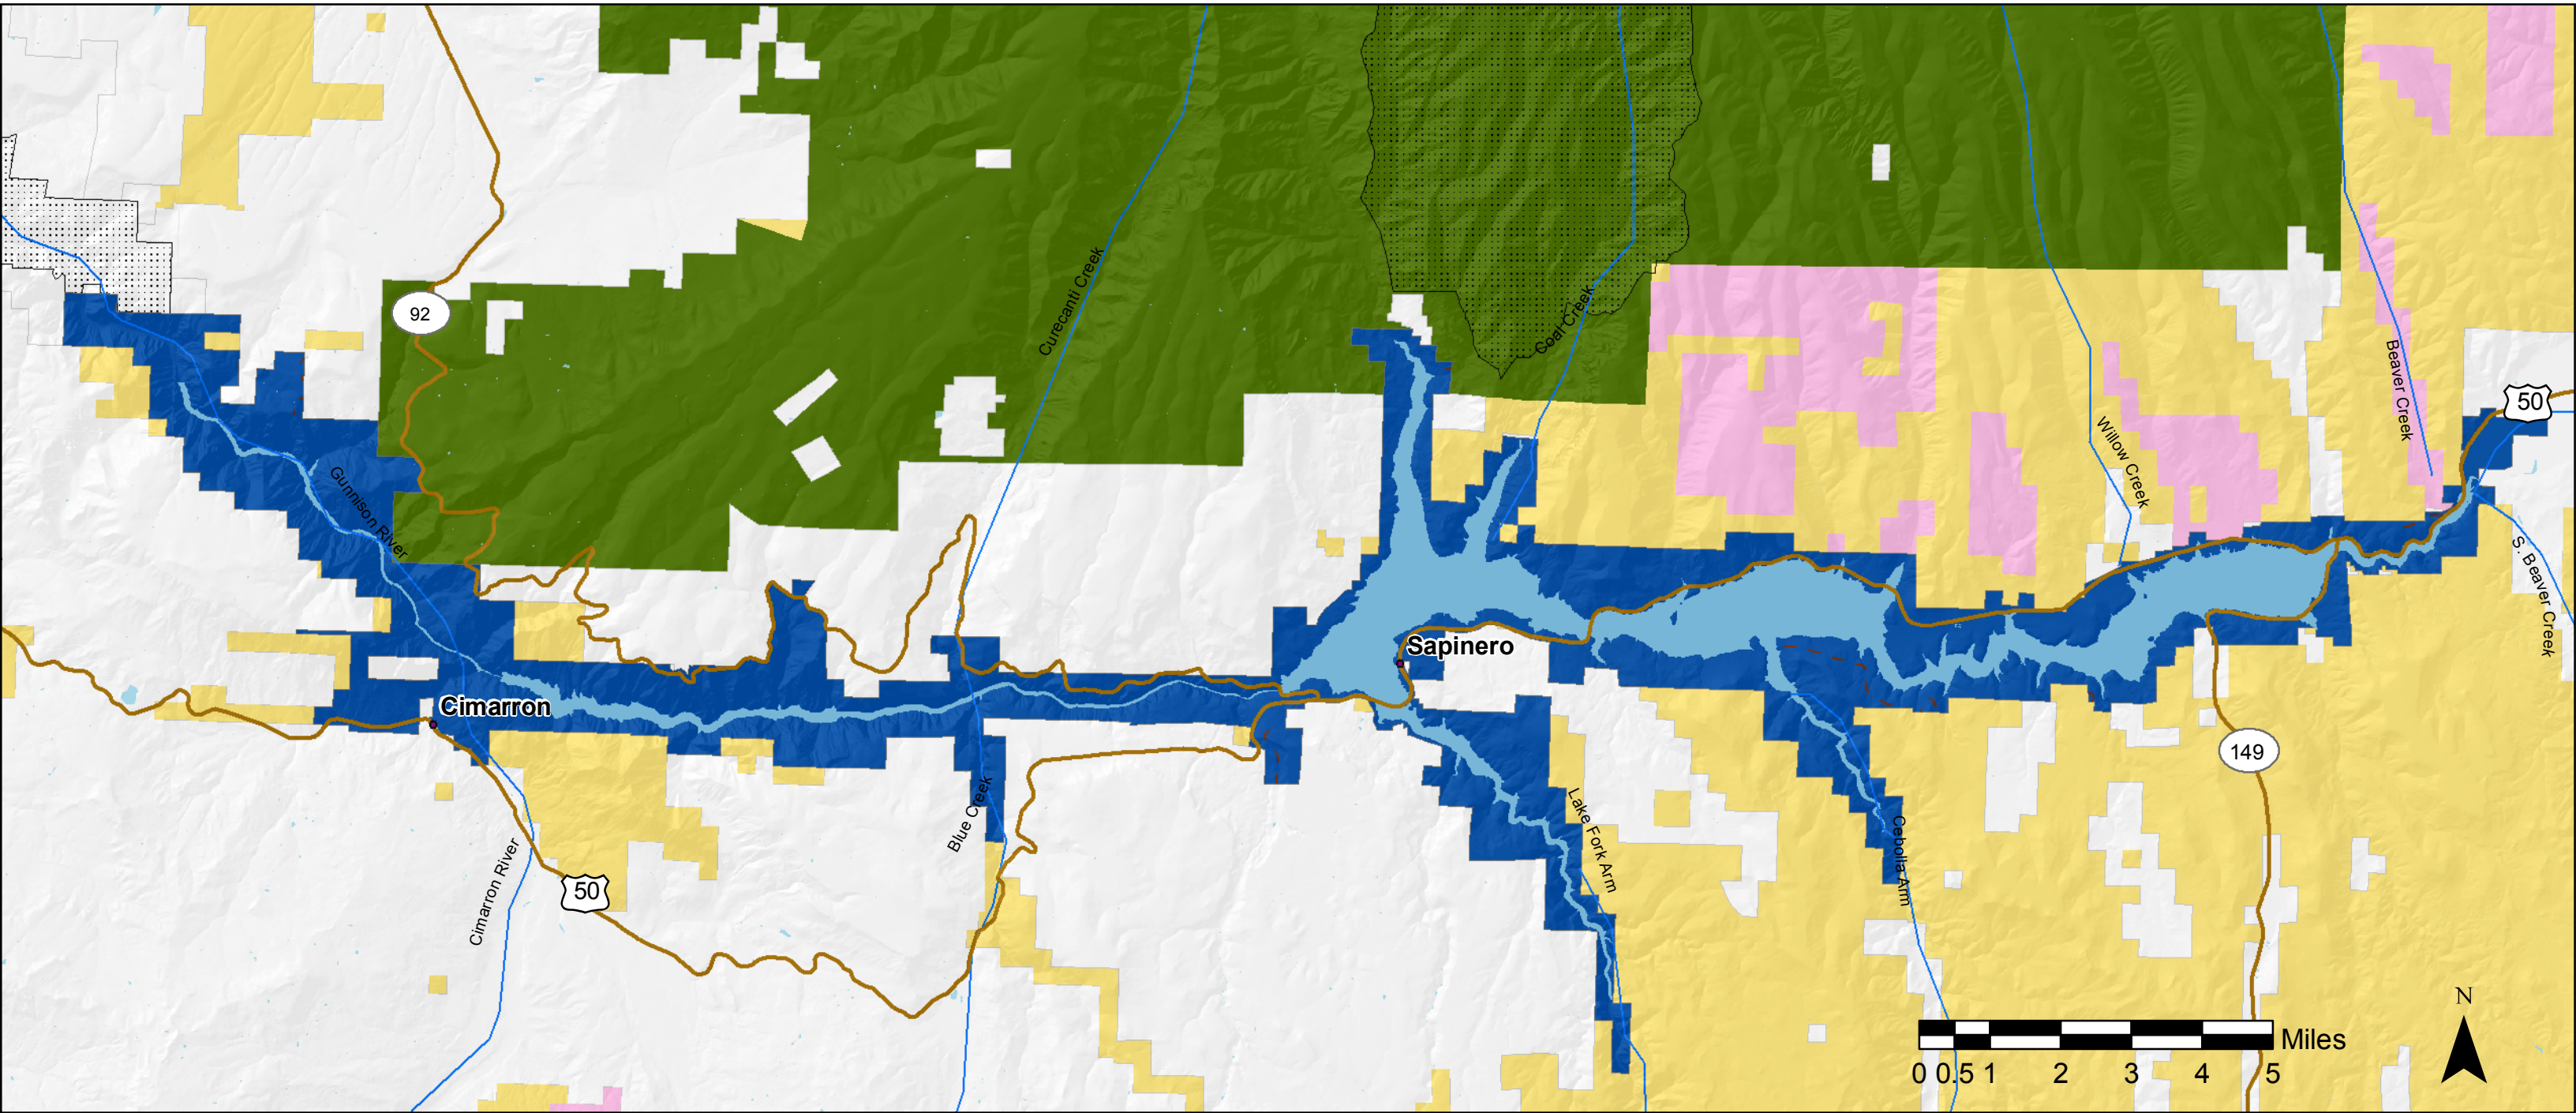 92
Curecanti Creek
Coal Creek
Beaver Creek
50
Willow Creek
Gunnison River
S. Beaver Creek
Sapinero
Cimarron
149
Blue Creek
Lake Fork Arm
Cebolla Arm
Cimarron River
50
N
Miles
0 0.5 1 2 3 4 5